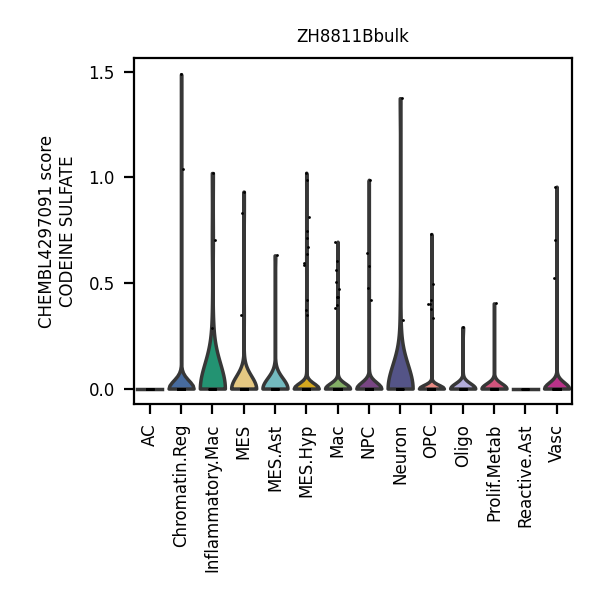 ZH8811Bbulk
CHEMBL4297091 score
CODEINE SULFATE
1.5
1.0
0.5
0.0
AC
Chromatin.Reg
Inflammatory.Mac
MES
MES.Ast
MES.Hyp
Mac
NPC
Neuron
OPC
Oligo
Prolif.Metab
Reactive.Ast
Vasc